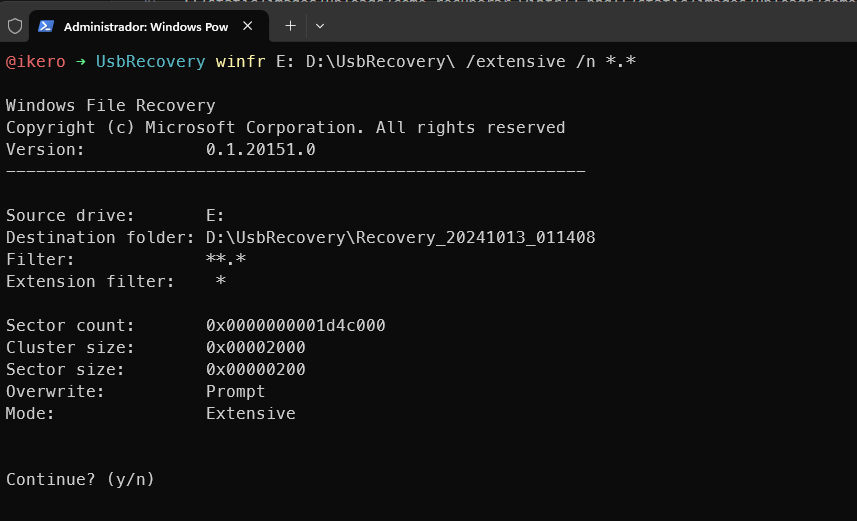 Administrador: Windows Pow
@ikero → UsbRecovery winfr E: D:\UsbRecovery\ /extensive /n *.*
Windows File Recovery
Copyright (c) Microsoft Corporation. All rights reserved
Version: 0.1.20151.0
----------------------------------------------------------
Source drive: E:
Destination folder: D:\UsbRecovery\Recovery_20241013_011408
Filter: **.*
Extension filter: *
Sector count: 0x0000000001d4c000
Cluster size: 0x00002000
Sector size: 0x00000200
Overwrite: Prompt
Mode: Extensive
Continue? (y/n)